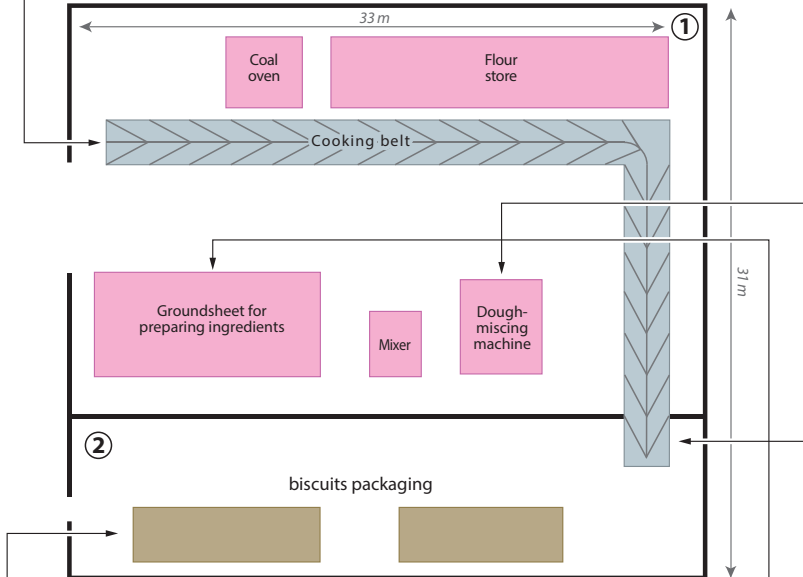 33 m
①
Coal
oven
Flour
store
Cooking belt
31 m
Groundsheet for
preparing ingredients
Mixer
Dough-
miscing
machine
②
biscuits packaging